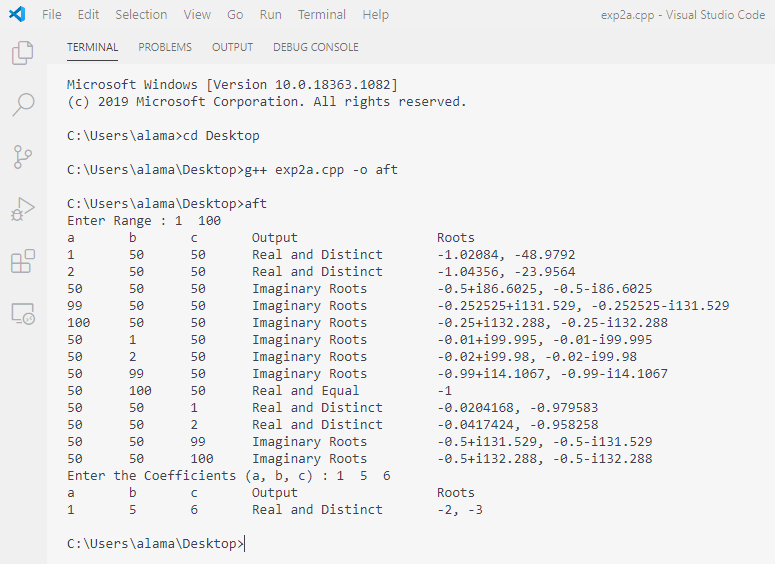 File Edit Selection View Go Run Terminal Help exp2a.cpp - Visual Studio Code
TERMINAL PROBLEMS OUTPUT DEBUG CONSOLE
Microsoft Windows [Version 10.0.18363.1082]
(c) 2019 Microsoft Corporation. All rights reserved.
C:\Users\alama>cd Desktop
C:\Users\alama\Desktop>g++ exp2a.cpp -o aft
C:\Users\alama\Desktop>aft
Enter Range : 1  100
a b c Output Roots
1 50 50 Real and Distinct -1.02084, -48.9792
2 50 50 Real and Distinct -1.04356, -23.9564
50 50 50 Imaginary Roots -0.5+i86.6025, -0.5-i86.6025
99 50 50 Imaginary Roots -0.252525+i131.529, -0.252525-i131.529
100 50 50 Imaginary Roots -0.25+i132.288, -0.25-i132.288
50 1 50 Imaginary Roots -0.01+i99.995, -0.01-i99.995
50 2 50 Imaginary Roots -0.02+i99.98, -0.02-i99.98
50 99 50 Imaginary Roots -0.99+i14.1067, -0.99-i14.1067
50 100 50 Real and Equal -1
50 50 1 Real and Distinct -0.0204168, -0.979583
50 50 2 Real and Distinct -0.0417424, -0.958258
50 50 99 Imaginary Roots -0.5+i131.529, -0.5-i131.529
50 50 100 Imaginary Roots -0.5+i132.288, -0.5-i132.288
Enter the Coefficients (a, b, c) : 1  5  6
a b c Output Roots
1 5 6 Real and Distinct -2, -3
C:\Users\alama\Desktop>